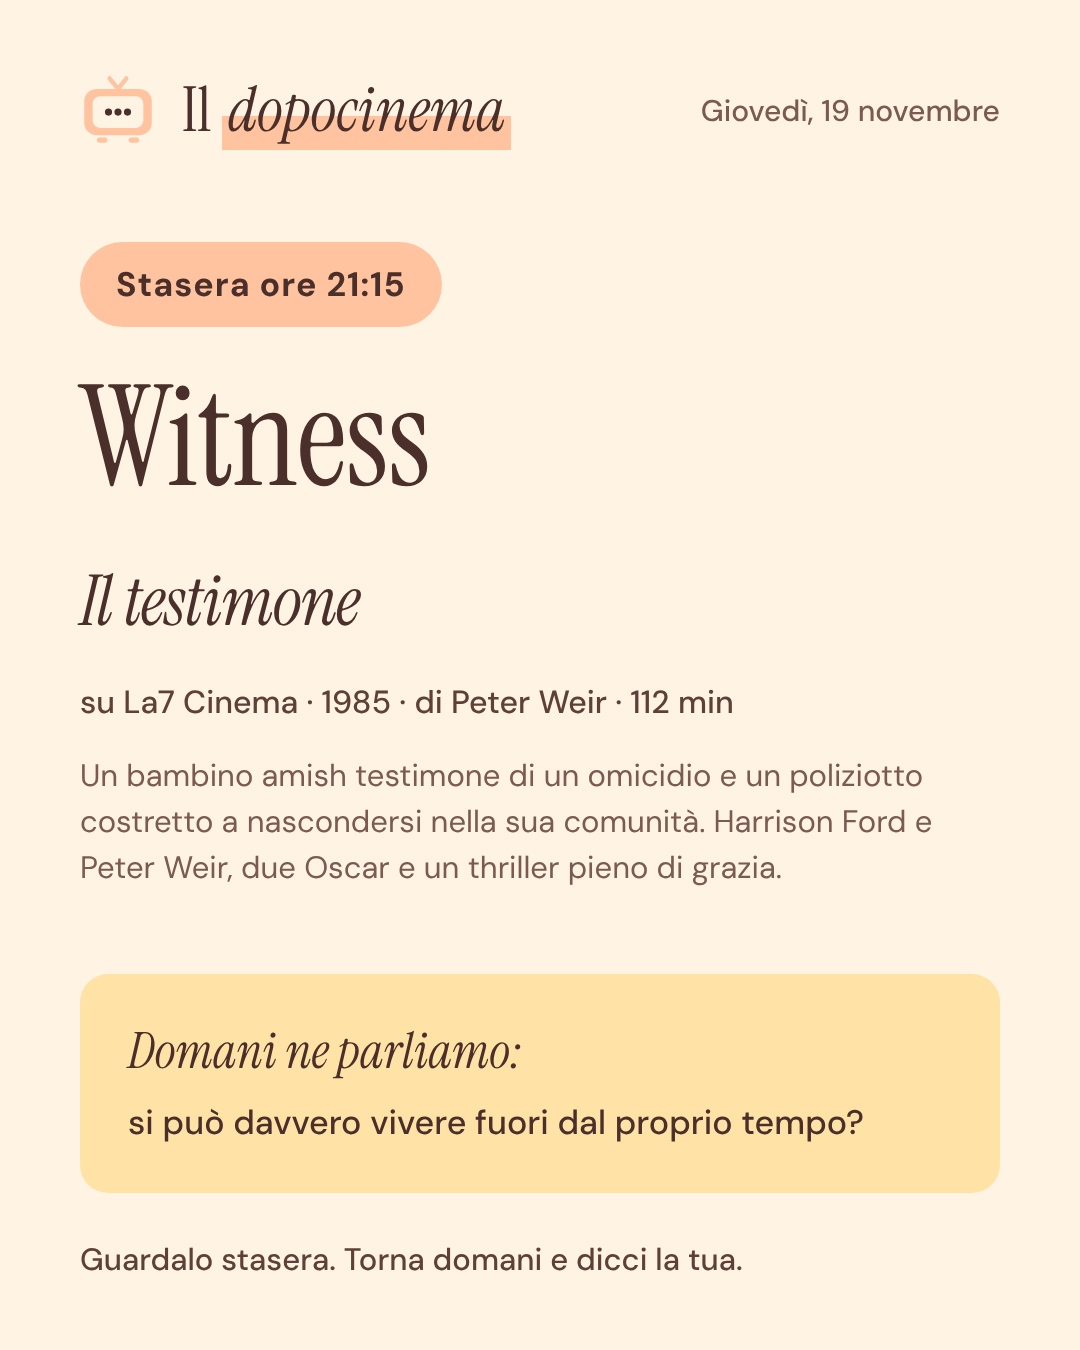 Il dopocinema
Giovedì, 19 novembre
Stasera ore 21:15
Witness
Il testimone
su La7 Cinema · 1985 · di Peter Weir · 112 min
Un bambino amish testimone di un omicidio e un poliziotto
costretto a nascondersi nella sua comunità. Harrison Ford e
Peter Weir, due Oscar e un thriller pieno di grazia.
Domani ne parliamo:
si può davvero vivere fuori dal proprio tempo?
Guardalo stasera. Torna domani e dicci la tua.